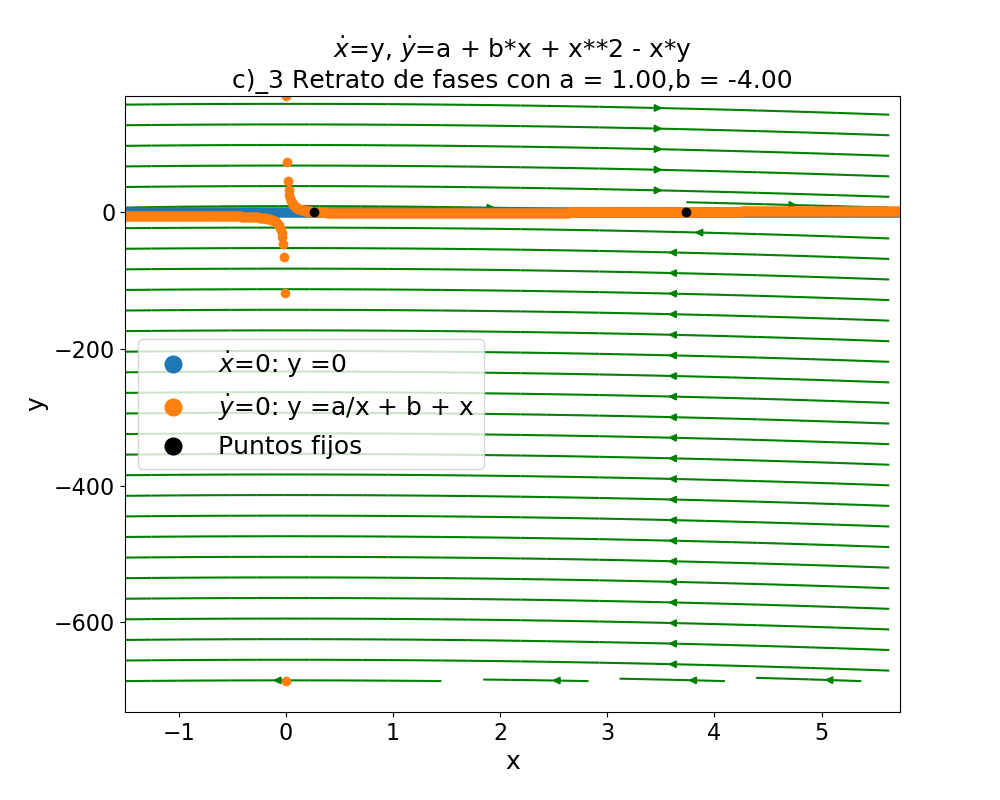 ẋ=y, ẏ=a + b*x + x**2 - x*y
c)_3 Retrato de fases con a = 1.00,b = -4.00
0
−200
−400
−600
y
ẋ=0: y =0
ẏ=0: y =a/x + b + x
Puntos fijos
−1 0 1 2 3 4 5
x